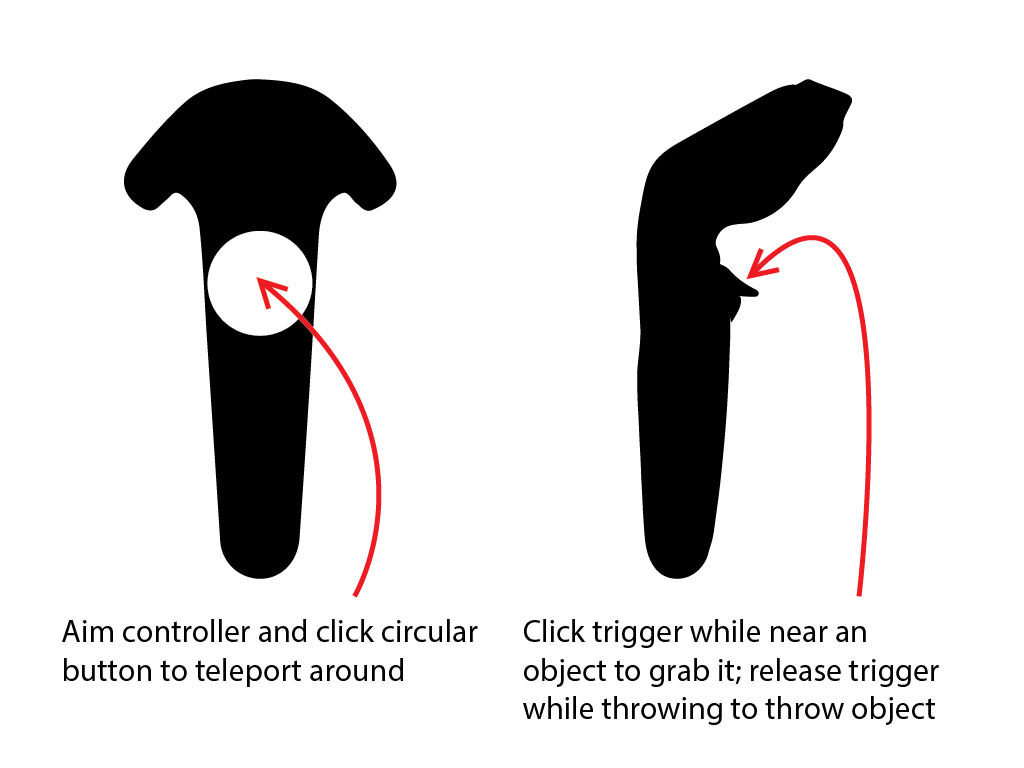 Aim controller and click circular
button to teleport around
Click trigger while near an
object to grab it; release trigger
while throwing to throw object